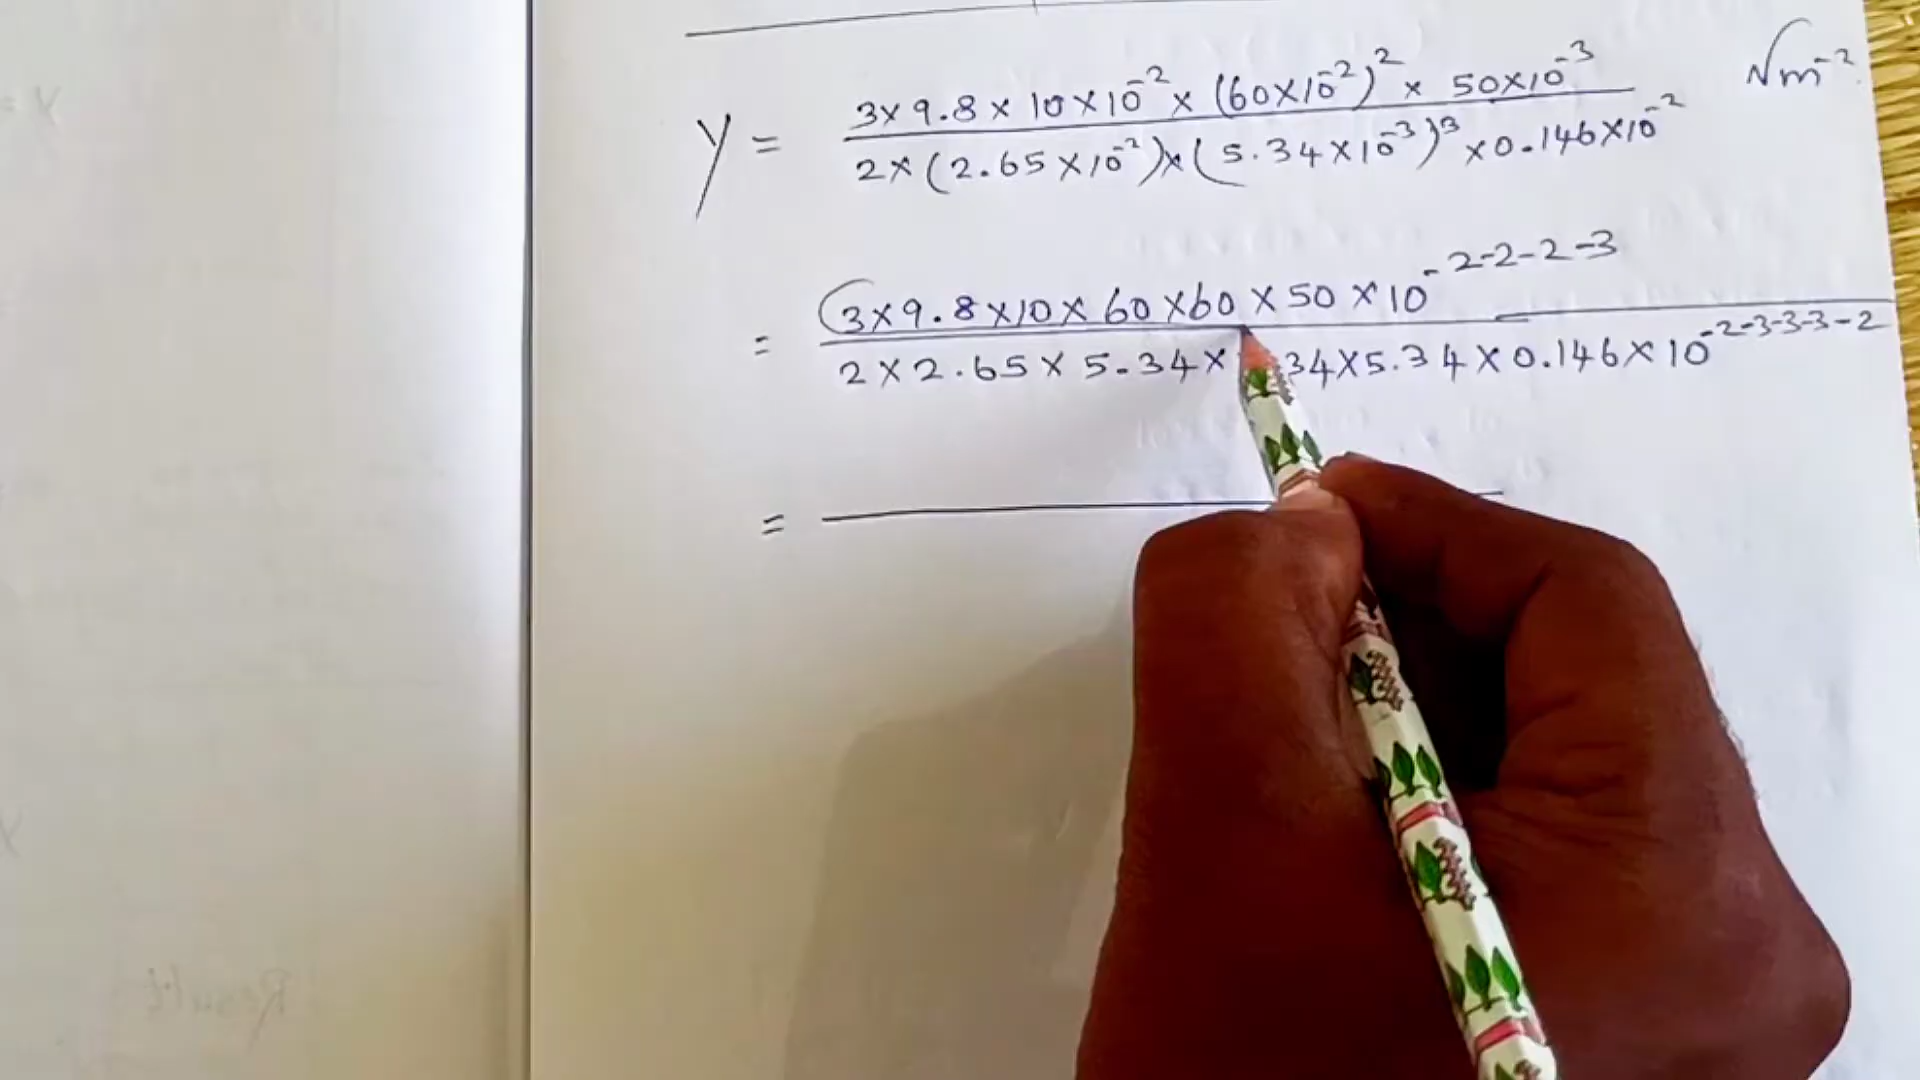 Y = 3×9.8×10×10⁻²×(60×10⁻²)²×50×10⁻³ Nm⁻²
2×(2.65×10⁻²)×(5.34×10⁻³)³×0.146×10⁻²
= 3×9.8×10×60×60×50×10⁻²⁻²⁻²⁻³
2×2.65×5.34× 34×5.34×0.146×10⁻²⁻³⁻³⁻³⁻²
=
Result